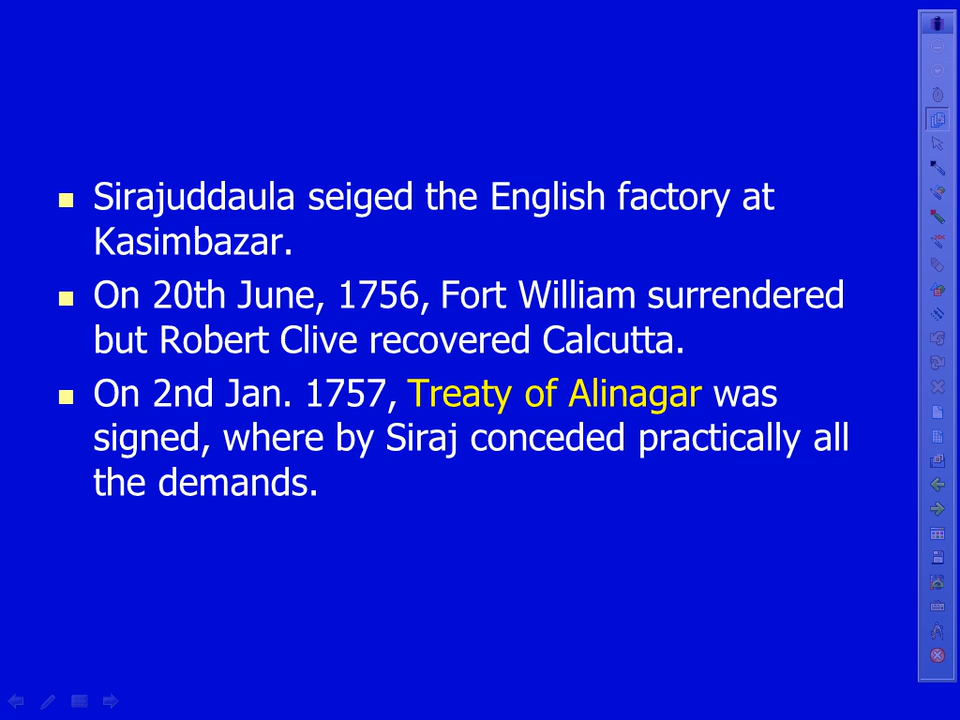 Sirajuddaula seiged the English factory at
Kasimbazar.
On 20th June, 1756, Fort William surrendered
but Robert Clive recovered Calcutta.
On 2nd Jan. 1757, Treaty of Alinagar was
signed, where by Siraj conceded practically all
the demands.